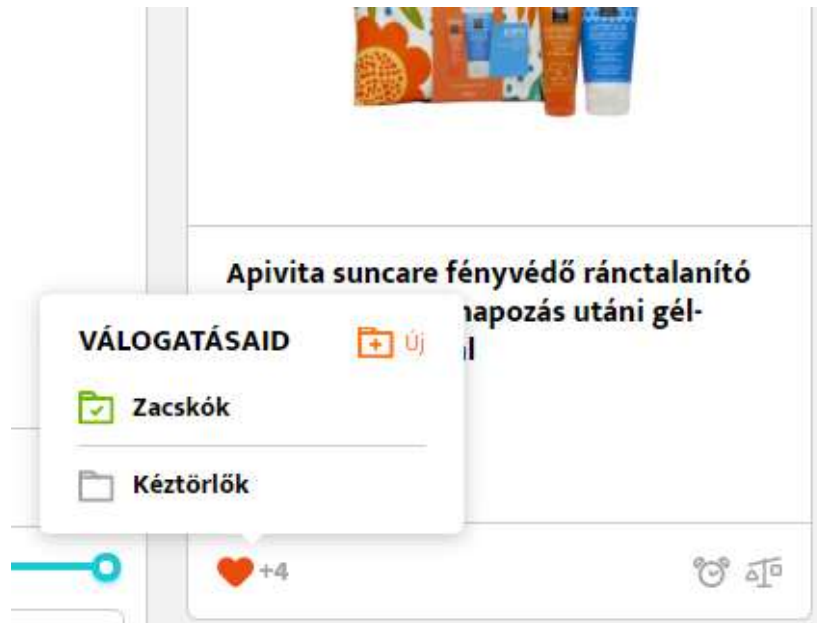 Apivita suncare fényvédő ránctalanító
napozás utáni gél-
VÁLOGATÁSAID
Új
Zacskók
Kéztörlők
+4